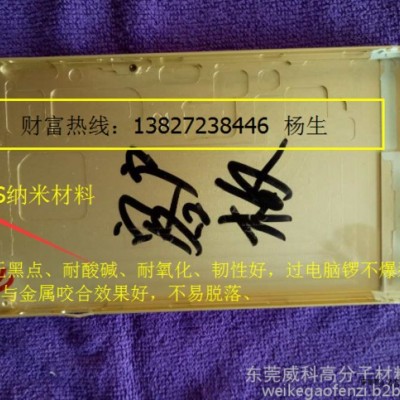 财富热线：13827238446 杨生
S纳米材料
无黑点、耐酸碱、耐氧化、韧性好，过电脑锣不爆
与金属咬合效果好，不易脱落、
板
东莞威科高分子材料
weikegaofenzi.b2b